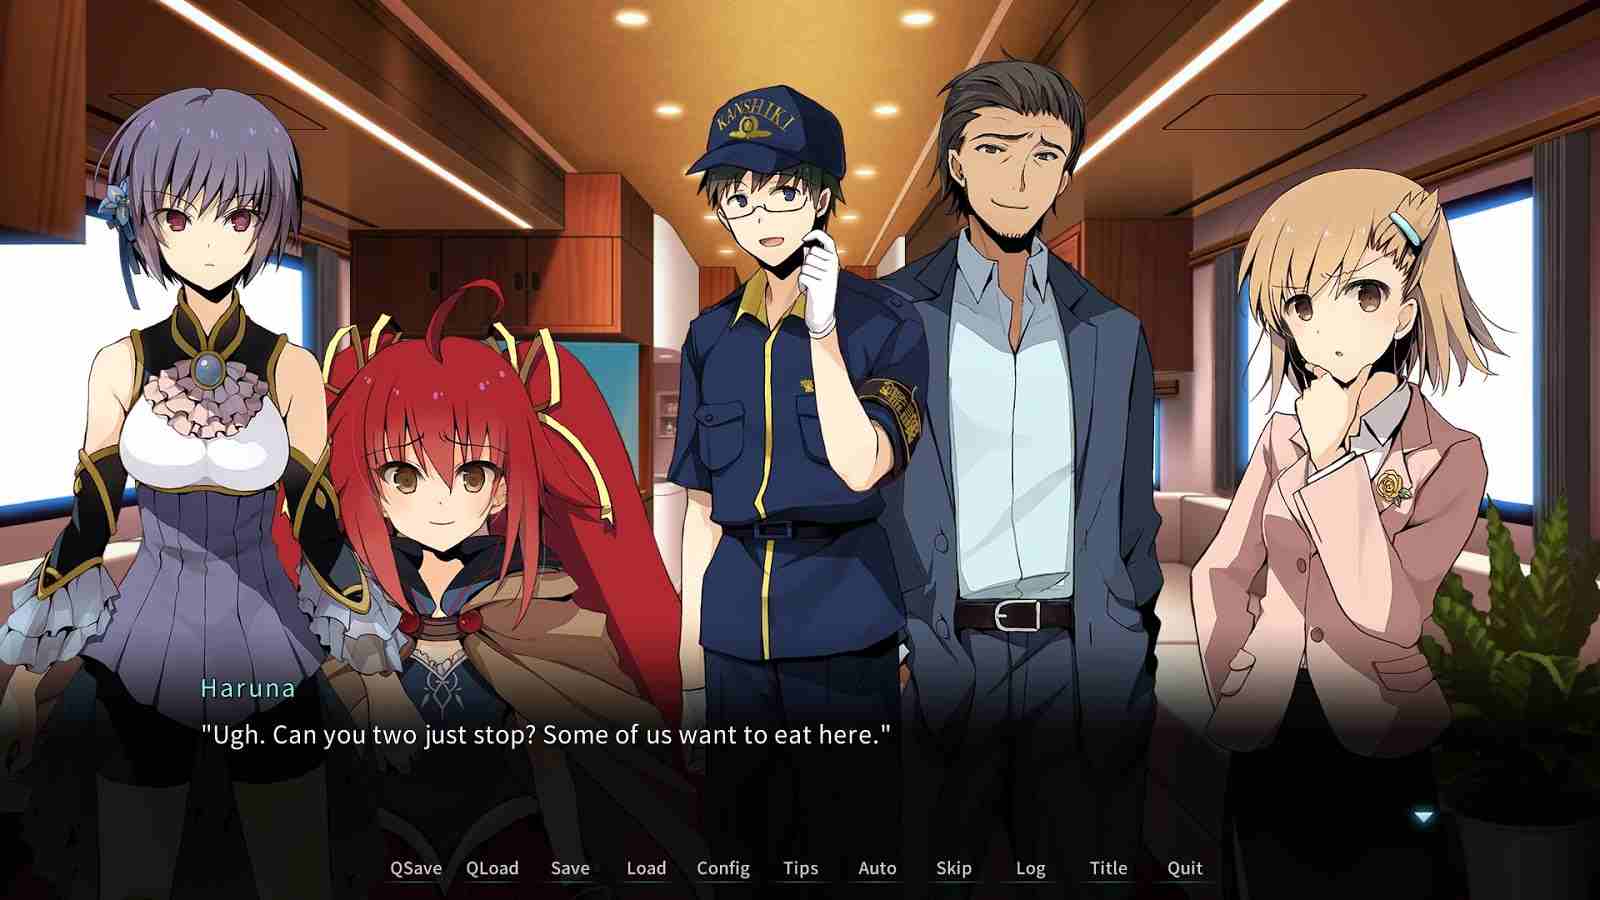 KANSHIKI
Haruna
"Ugh. Can you two just stop? Some of us want to eat here."
QSave QLoad Save Load Config Tips Auto Skip Log Title Quit